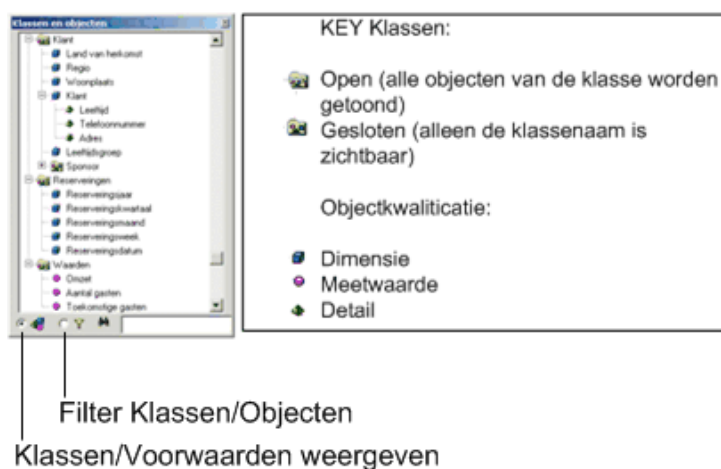 Klassen en objecten
Klant
Land van herkomst
Regio
Woonplaats
Klant
Leeftijd
Telefoonnummer
Adres
Leeftijdsgroep
Sponsor
Reserveringen
Reserveringsjaar
Reserveringskwartaal
Reserveringsmaand
Reserveringsweek
Reserveringsdatum
Waarden
Omzet
Aantal gasten
Toekomstige gasten
KEY Klassen:
Open (alle objecten van de klasse worden
getoond)
Gesloten (alleen de klassenaam is
zichtbaar)
Objectkwaliticatie:
Dimensie
Meetwaarde
Detail
Filter Klassen/Objecten
Klassen/Voorwaarden weergeven